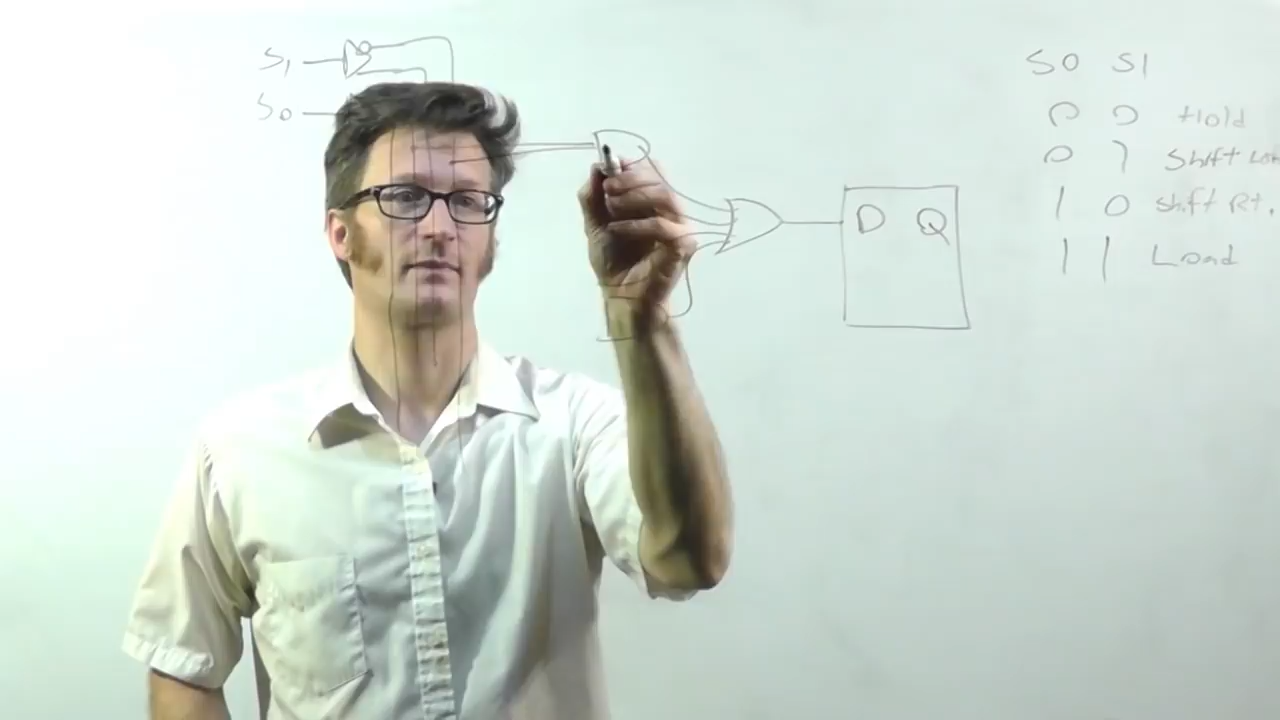 S1
S0
D Q
S0 S1
0 0 Hold
0 1 Shift
1 0 Shift Rt.
1 1 Load